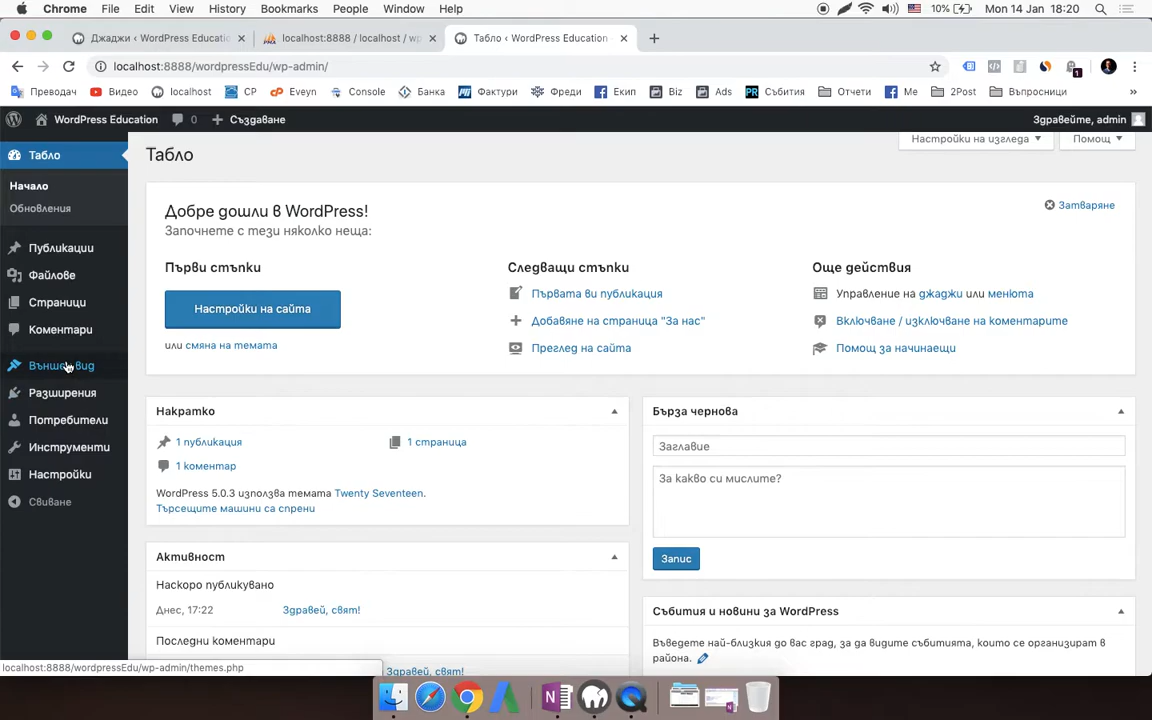 Chrome File Edit View History Bookmarks People Window Help 10% Mon 14 Jan 18:20
Джаджи ‹ WordPress Education localhost:8888 / localhost / wp Табло ‹ WordPress Education
localhost:8888/wordpressEdu/wp-admin/ 1
Преводач Видео localhost CP Eveyn Console Банка Фактури Фреди Екип Biz Ads Събития Отчети Me 2Post Въпросници »
WordPress Education 0 Създаване Здравейте, admin
Табло
Начало
Обновления
Публикации
Файлове
Страници
Коментари
Външен вид
Разширения
Потребители
Инструменти
Настройки
Свиване
Табло
Настройки на изгледа Помощ
Добре дошли в WordPress! Затваряне
Започнете с тези няколко неща:
Първи стъпки
Настройки на сайта
или смяна на темата
Следващи стъпки
Първата ви публикация
Добавяне на страница "За нас"
Преглед на сайта
Още действия
Управление на джаджи или менюта
Включване / изключване на коментарите
Помощ за начинаещи
Накратко
1 публикация 1 страница
1 коментар
WordPress 5.0.3 използва темата Twenty Seventeen.
Търсещите машини са спрени
Активност
Наскоро публикувано
Днес, 17:22 Здравей, свят!
Последни коментари
Здравей, свят!
Бърза чернова
Заглавие
За какво си мислите?
Запис
Събития и новини за WordPress
Въведете най-близкия до вас град, за да видите събитията, които се организират в
района.
localhost:8888/wordpressEdu/wp-admin/themes.php